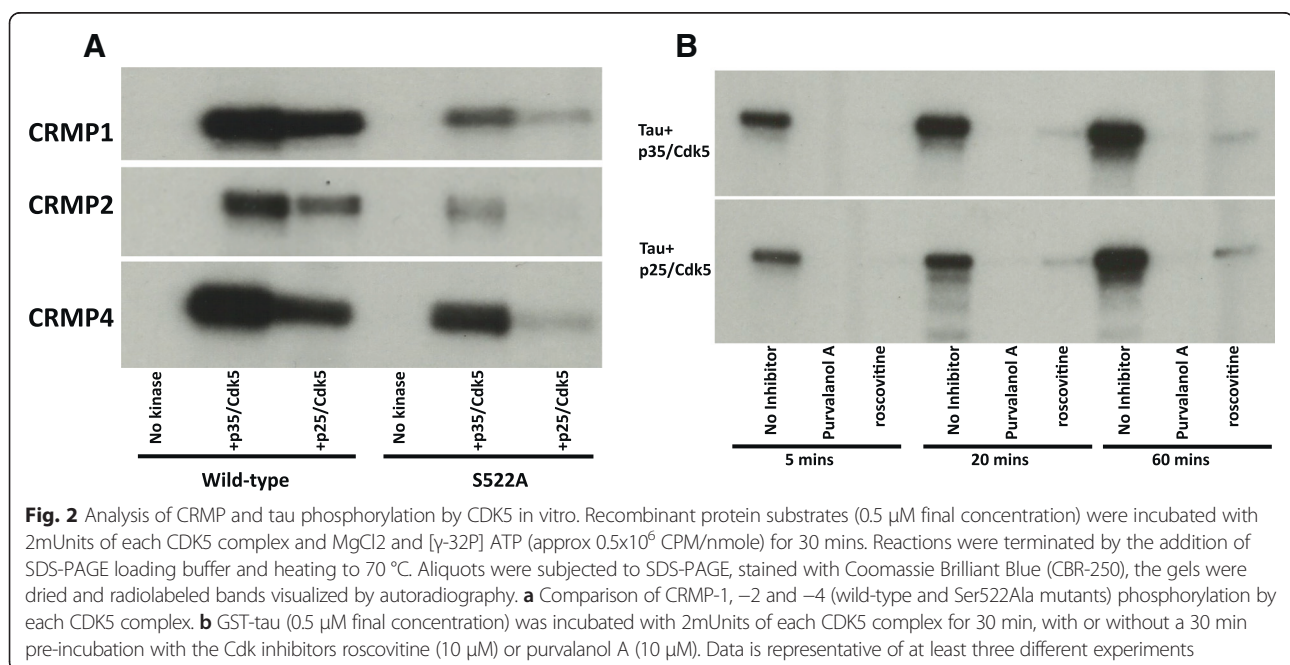 A
B
CRMP1
CRMP2
CRMP4
No kinase
+p35/Cdk5
+p25/Cdk5
No kinase
+p35/Cdk5
+p25/Cdk5
Wild-type
S522A
Tau+
p35/Cdk5
Tau+
p25/Cdk5
No Inhibitor
Purvalanol A
roscovitine
No Inhibitor
Purvalanol A
roscovitine
No Inhibitor
Purvalanol A
roscovitine
5 mins
20 mins
60 mins
Fig. 2 Analysis of CRMP and tau phosphorylation by CDK5 in vitro. Recombinant protein substrates (0.5 μM final concentration) were incubated with
2mUnits of each CDK5 complex and MgCl2 and [γ-32P] ATP (approx 0.5x10⁶ CPM/nmole) for 30 mins. Reactions were terminated by the addition of
SDS-PAGE loading buffer and heating to 70 °C. Aliquots were subjected to SDS-PAGE, stained with Coomassie Brilliant Blue (CBR-250), the gels were
dried and radiolabeled bands visualized by autoradiography. a Comparison of CRMP-1, −2 and −4 (wild-type and Ser522Ala mutants) phosphorylation by
each CDK5 complex. b GST-tau (0.5 μM final concentration) was incubated with 2mUnits of each CDK5 complex for 30 min, with or without a 30 min
pre-incubation with the Cdk inhibitors roscovitine (10 μM) or purvalanol A (10 μM). Data is representative of at least three different experiments